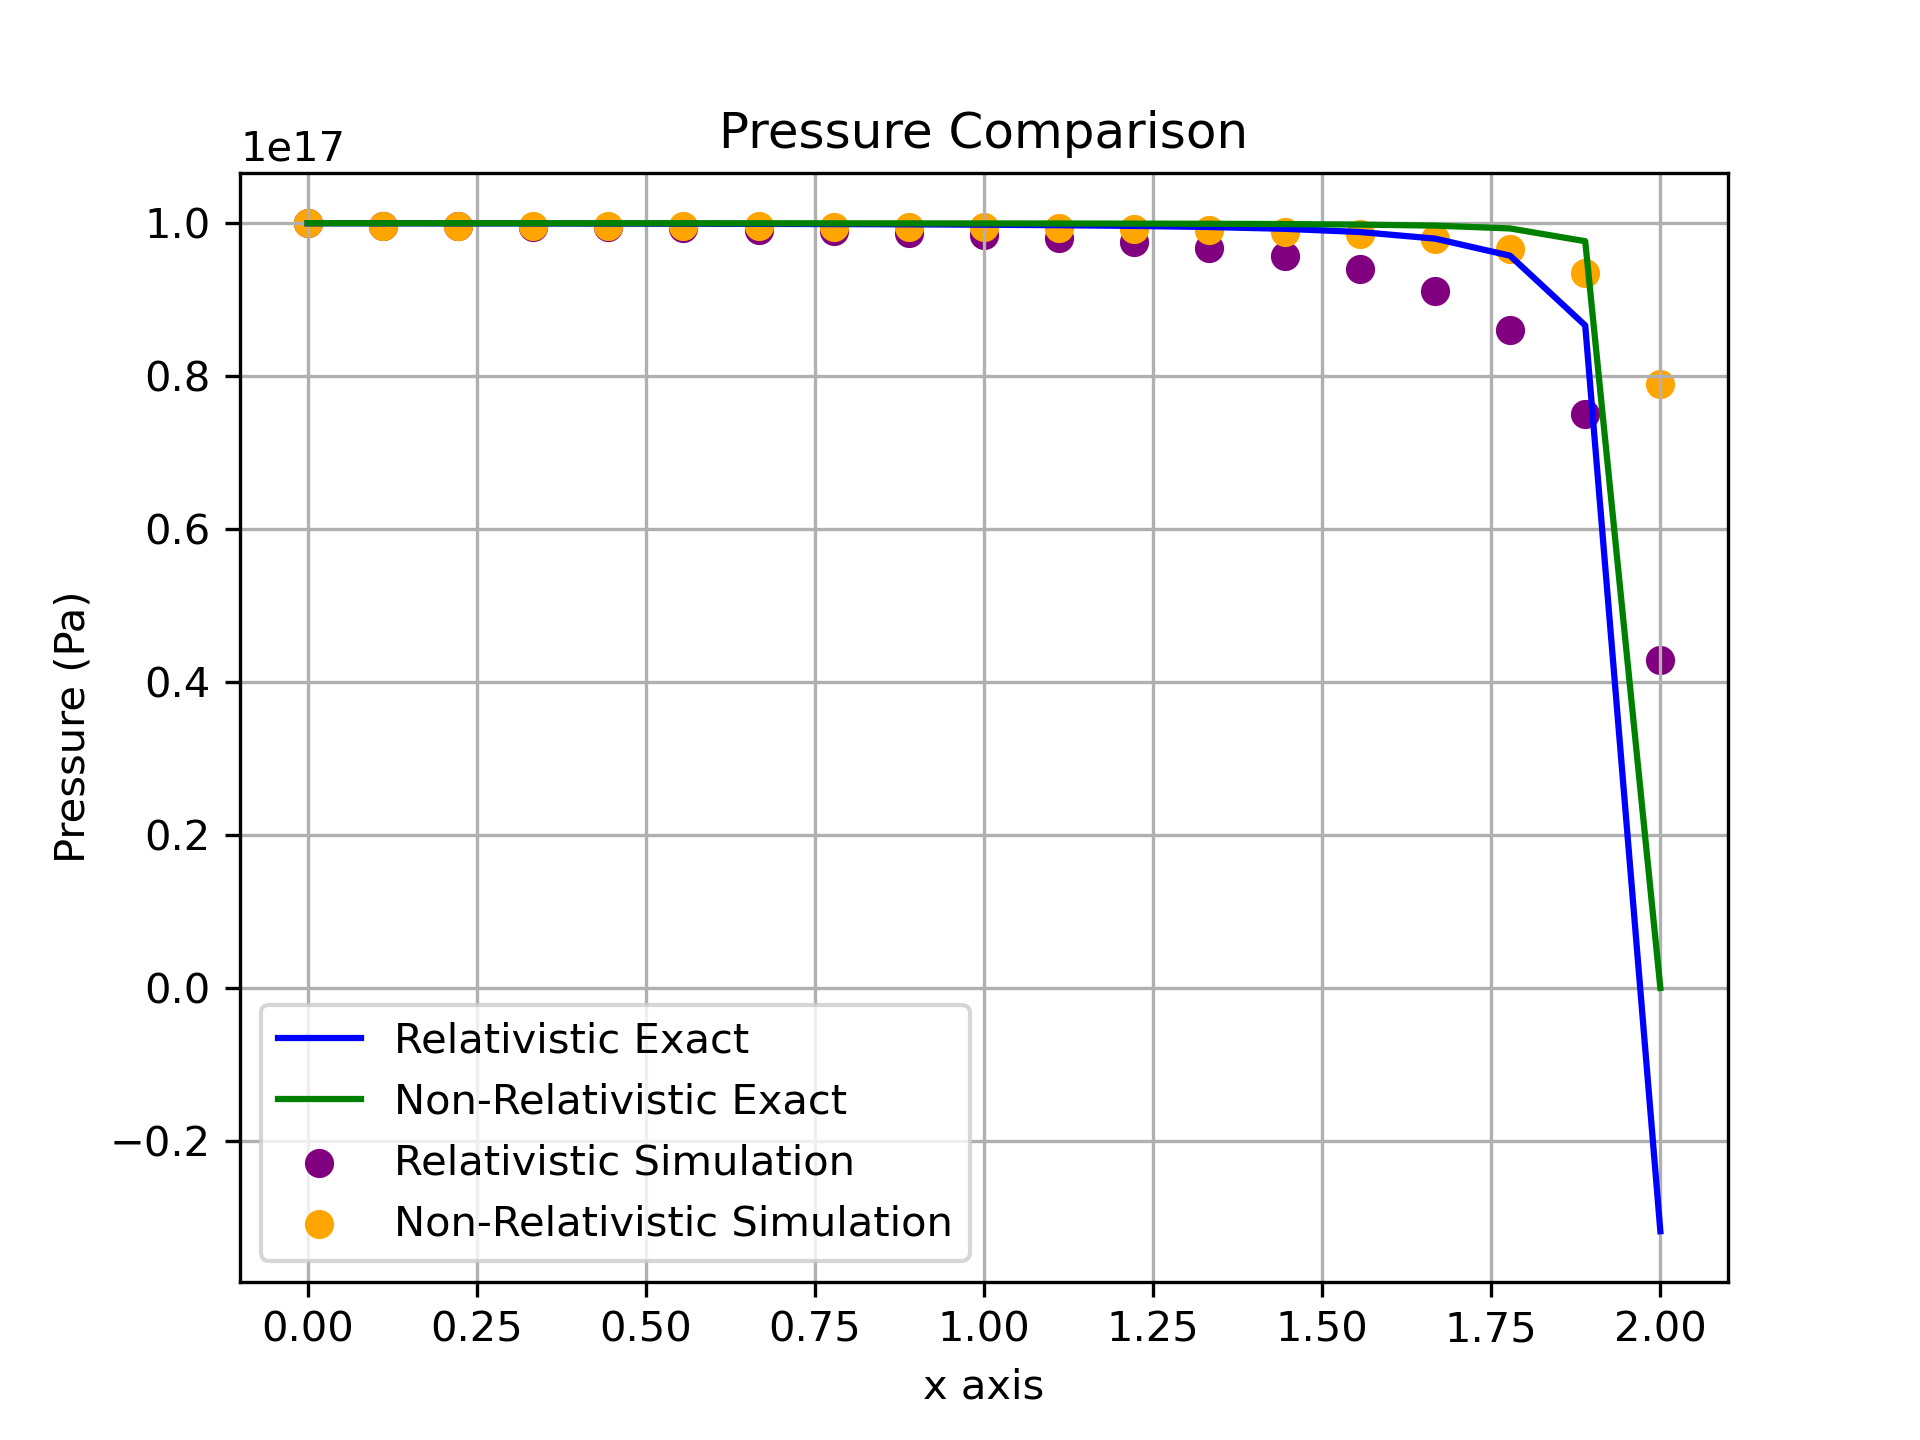 Pressure Comparison
1e17
1.0
0.8
0.6
0.4
0.2
0.0
−0.2
Pressure (Pa)
Relativistic Exact
Non-Relativistic Exact
Relativistic Simulation
Non-Relativistic Simulation
0.00 0.25 0.50 0.75 1.00 1.25 1.50 1.75 2.00
x axis